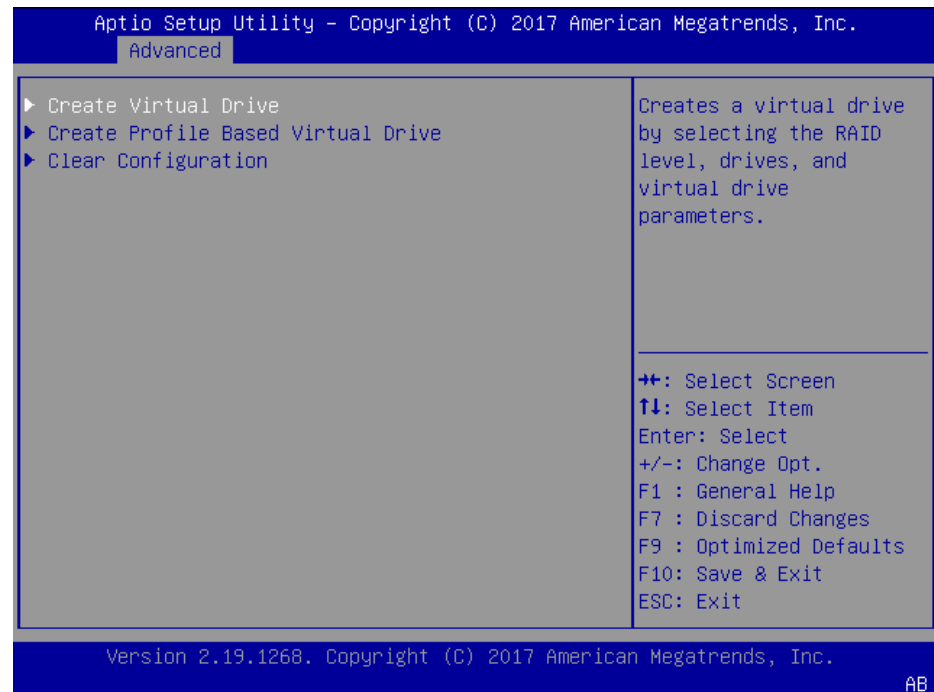 Aptio Setup Utility – Copyright (C) 2017 American Megatrends, Inc.
Advanced
▶ Create Virtual Drive
▶ Create Profile Based Virtual Drive
▶ Clear Configuration
Creates a virtual drive
by selecting the RAID
level, drives, and
virtual drive
parameters.
→←: Select Screen
↑↓: Select Item
Enter: Select
+/-: Change Opt.
F1 : General Help
F7 : Discard Changes
F9 : Optimized Defaults
F10: Save & Exit
ESC: Exit
Version 2.19.1268. Copyright (C) 2017 American Megatrends, Inc.
AB